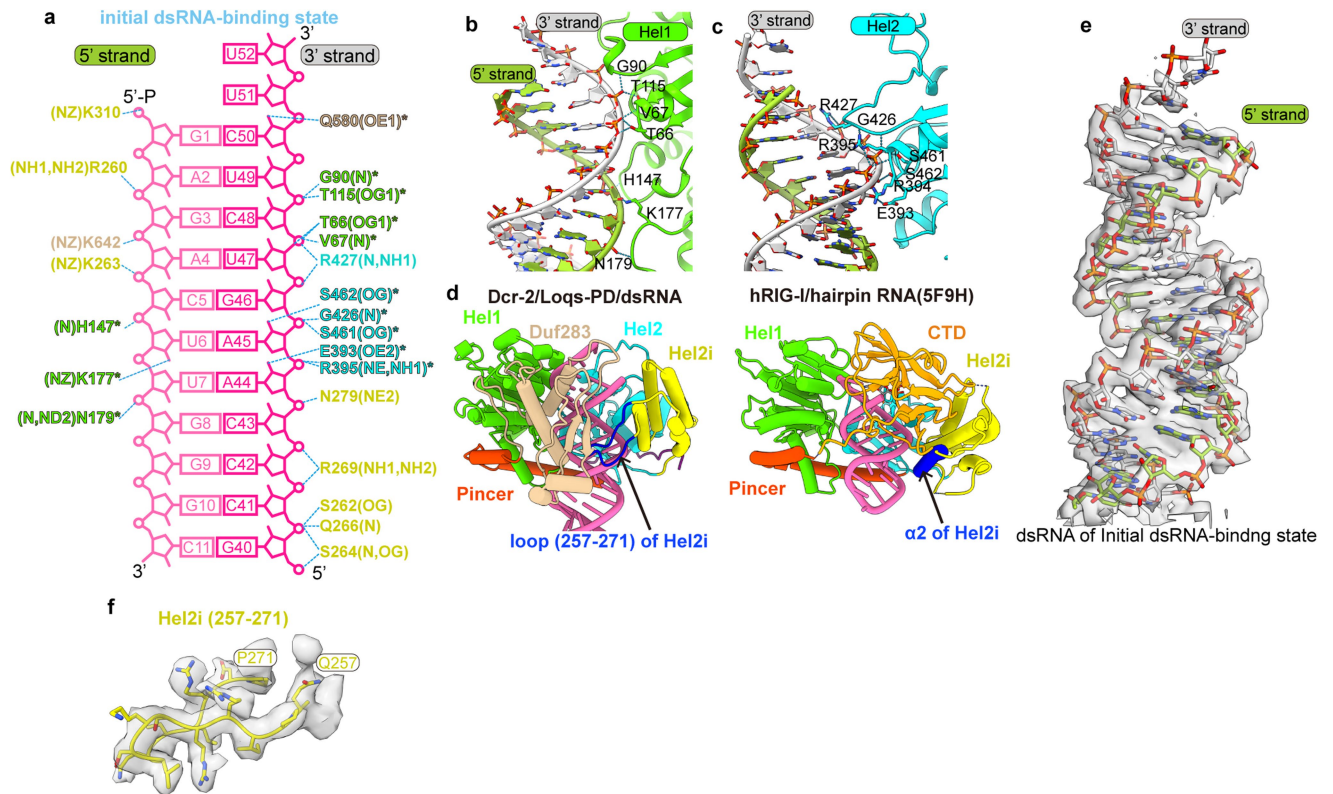 a
initial dsRNA-binding state
5’ strand
3’
3’ strand
U52
U51
5’-P
(NZ)K310
Q580(OE1)*
G1 C50
(NH1,NH2)R260
A2 U49
G90(N)*
T115(OG1)*
G3 C48
T66(OG1)*
V67(N)*
(NZ)K642
(NZ)K263
A4 U47
R427(N,NH1)
C5 G46
S462(OG)*
G426(N)*
S461(OG)*
(N)H147*
U6 A45
E393(OE2)*
R395(NE,NH1)*
(NZ)K177*
U7 A44
N279(NE2)
(N,ND2)N179*
G8 C43
G9 C42
R269(NH1,NH2)
G10 C41
S262(OG)
Q266(N)
C11 G40
S264(N,OG)
3’
5’
b
3’ strand
Hel1
5’ strand
G90
T115
V67
T66
H147
K177
N179
c
3’ strand
Hel2
R427
G426
R395
S461
S462
R394
E393
d
Dcr-2/Loqs-PD/dsRNA
Hel1
Duf283
Hel2
Hel2i
Pincer
loop (257-271) of Hel2i
hRIG-I/hairpin RNA(5F9H)
Hel1
CTD
Hel2i
Pincer
α2 of Hel2i
e
3’ strand
5’ strand
dsRNA of Initial dsRNA-bindng state
f
Hel2i (257-271)
P271
Q257